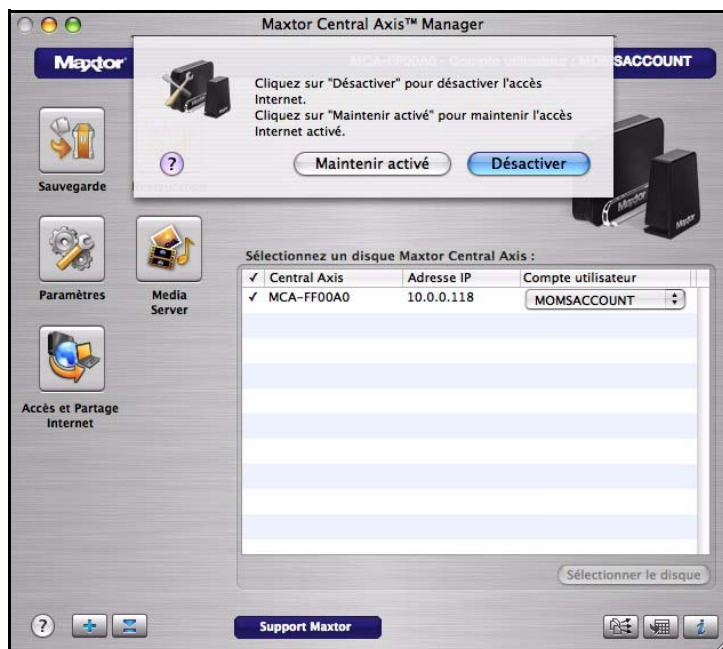 Maxtor Central Axis™ Manager
Maxtor
SACCOUNT
Cliquez sur "Désactiver" pour désactiver l'accès
Internet.
Cliquez sur "Maintenir activé" pour maintenir l'accès
Internet activé.
?
Maintenir activé
Désactiver
Sauvegarde
Paramètres
Media
Server
Accès et Partage
Internet
Maxtor
Maxtor
Sélectionnez un disque Maxtor Central Axis :
✓ Central Axis Adresse IP Compte utilisateur
✓ MCA-FF00A0 10.0.0.118 MOMSACCOUNT
Sélectionner le disque
?
Support Maxtor
i